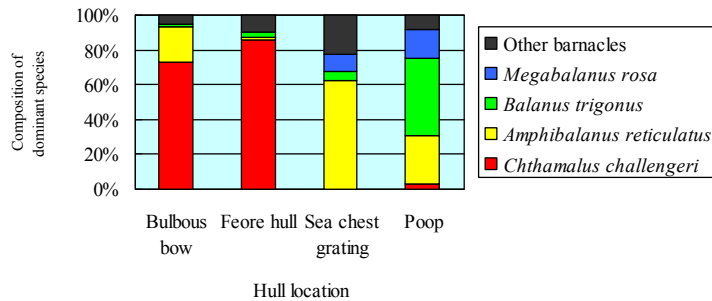 Composition of
dominant species
100%
80%
60%
40%
20%
0%
Bulbous
bow
Feore hull
Sea chest
grating
Poop
Hull location
Other barnacles
Megabalanus rosa
Balanus trigonus
Amphibalanus reticulatus
Chthamalus challengeri